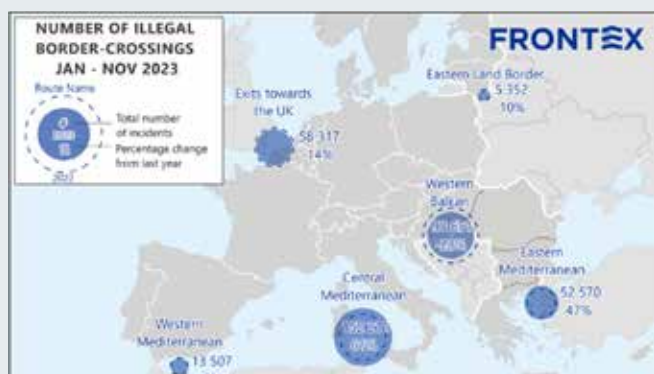 NUMBER OF ILLEGAL
BORDER-CROSSINGS
JAN - NOV 2023
Route Name
Total number
of incidents
Percentage change
from last year
FRONTEX
Eastern Land Border
5 352
10%
Exits towards
the UK
58 317
14%
Western
Balkan
Eastern
Mediterranean
52 570
47%
Central
Mediterranean
Western
Mediterranean
13 507